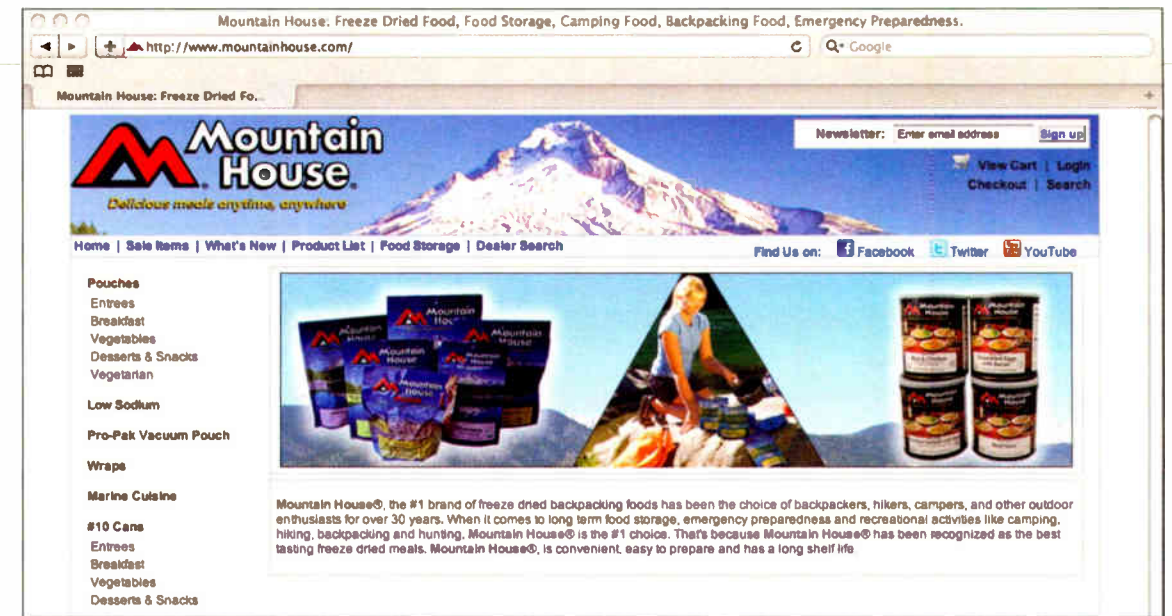 Mountain House: Freeze Dried Food, Food Storage, Camping Food, Backpacking Food, Emergency Preparedness.
http://www.mountainhouse.com/
Google
Mountain House: Freeze Dried Fo...
Mountain
House.
Delicious meals anytime, anywhere
Newsletter: Enter email address Sign up
View Cart | Login
Checkout | Search
Home | Sale Items | What's New | Product List | Food Storage | Dealer Search
Find Us on: Facebook Twitter YouTube
Pouches
Entrees
Breakfast
Vegetables
Desserts & Snacks
Vegetarian
Low Sodium
Pro-Pak Vacuum Pouch
Wraps
Marine Cuisine
#10 Cans
Entrees
Breakfast
Vegetables
Desserts & Snacks
Mountain House
Mountain House
Mountain House
Mountain House
Mountain House®, the #1 brand of freeze dried backpacking foods has been the choice of backpackers, hikers, campers, and other outdoor
enthusiasts for over 30 years. When it comes to long term food storage, emergency preparedness and recreational activities like camping,
hiking, backpacking and hunting, Mountain House® is the #1 choice. That's because Mountain House® has been recognized as the best
tasting freeze dried meals. Mountain House®, is convenient, easy to prepare and has a long shelf life